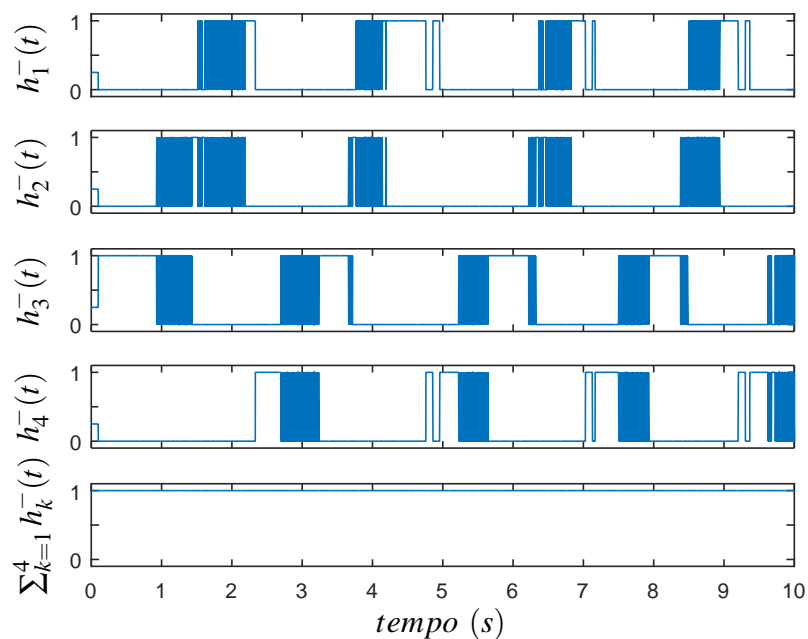 h₁⁻(t)
1
0
h₂⁻(t)
1
0
h₃⁻(t)
1
0
h₄⁻(t)
1
0
Σ⁴ₖ₌₁ hₖ⁻(t)
1
0
0 1 2 3 4 5 6 7 8 9 10
tempo (s)